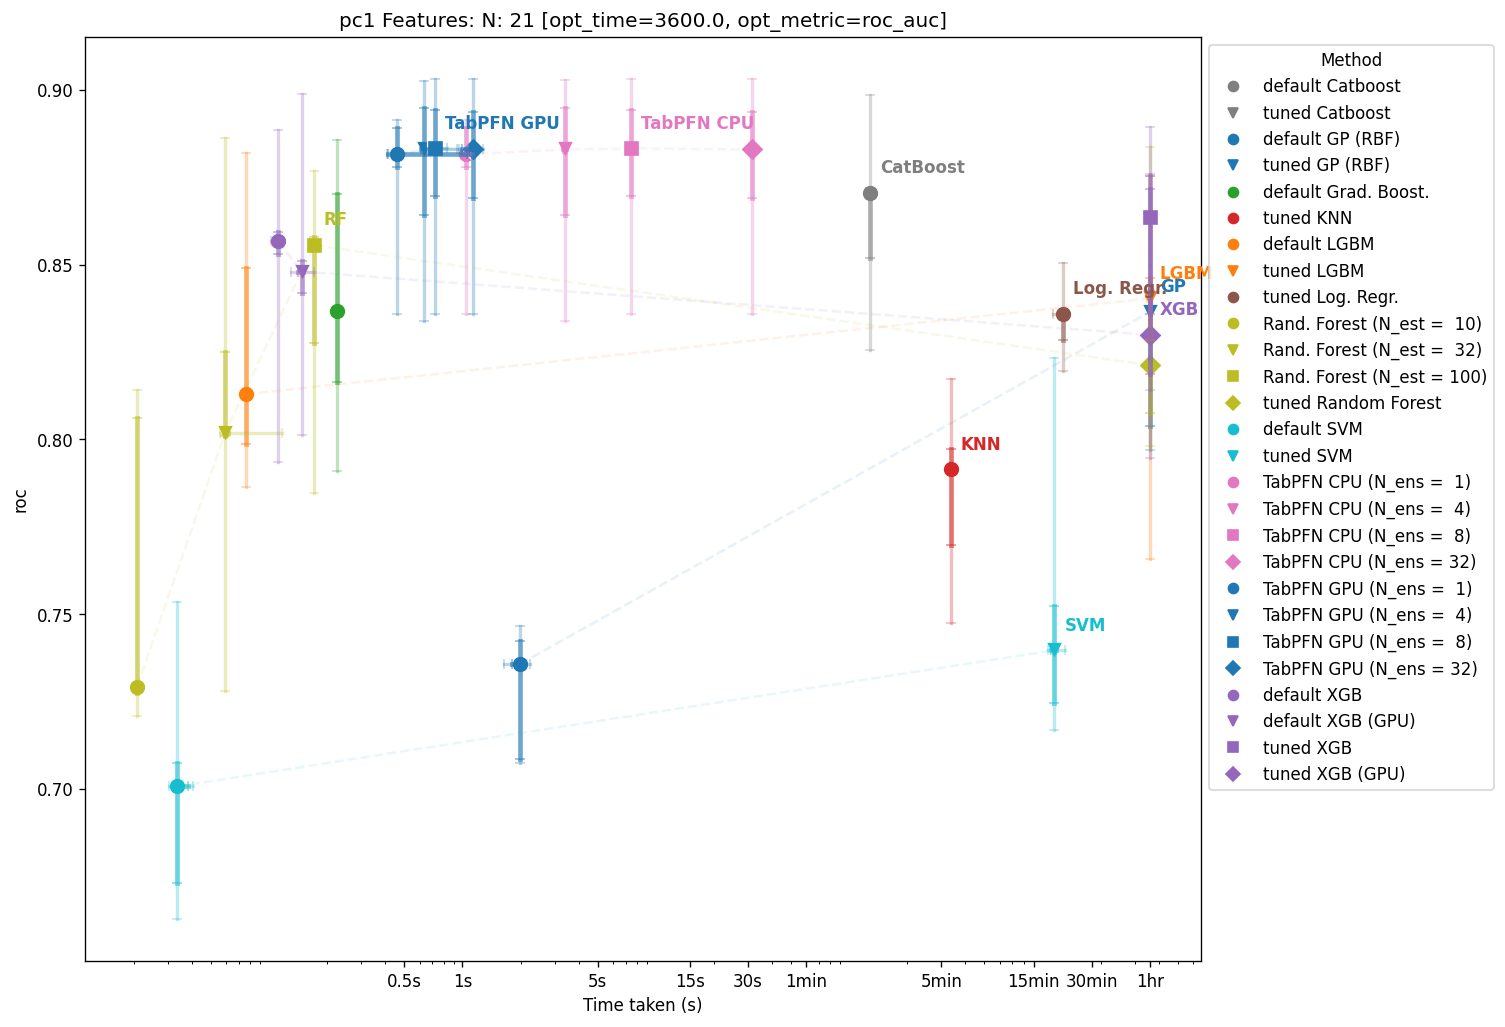 pc1 Features: N: 21 [opt_time=3600.0, opt_metric=roc_auc]
roc
0.90
0.85
0.80
0.75
0.70
TabPFN GPU
TabPFN CPU
CatBoost
RF
LGBM
GP
Log. Regr.
XGB
KNN
SVM
0.5s
1s
5s
15s
30s
1min
5min
15min
30min
1hr
Time taken (s)
Method
default Catboost
tuned Catboost
default GP (RBF)
tuned GP (RBF)
default Grad. Boost.
tuned KNN
default LGBM
tuned LGBM
tuned Log. Regr.
Rand. Forest (N_est =  10)
Rand. Forest (N_est =  32)
Rand. Forest (N_est = 100)
tuned Random Forest
default SVM
tuned SVM
TabPFN CPU (N_ens =  1)
TabPFN CPU (N_ens =  4)
TabPFN CPU (N_ens =  8)
TabPFN CPU (N_ens = 32)
TabPFN GPU (N_ens =  1)
TabPFN GPU (N_ens =  4)
TabPFN GPU (N_ens =  8)
TabPFN GPU (N_ens = 32)
default XGB
default XGB (GPU)
tuned XGB
tuned XGB (GPU)